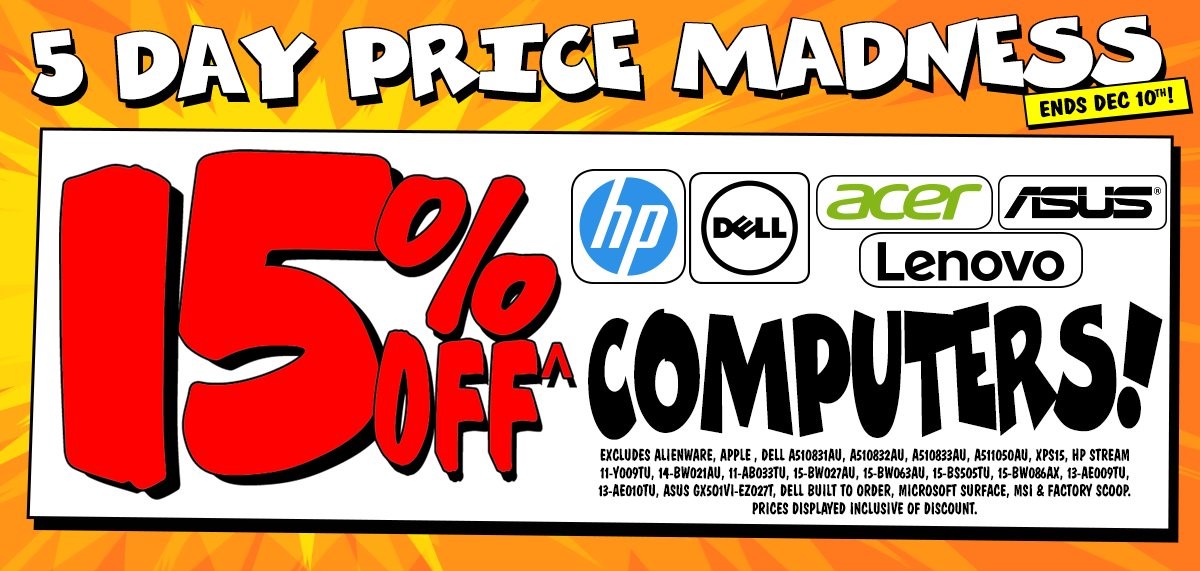 5 DAY PRICE MADNESS
ENDS DEC 10TH!
15% OFF^
hp
DELL
acer
ASUS®
Lenovo
COMPUTERS!
EXCLUDES ALIENWARE, APPLE , DELL A510831AU, A510832AU, A510833AU, A511050AU, XPS15, HP STREAM
11-Y009TU, 14-BW021AU, 11-AB033TU, 15-BW027AU, 15-BW063AU, 15-BS505TU, 15-BW086AX, 13-AE009TU,
13-AE010TU, ASUS GX501VI-EZ027T, DELL BUILT TO ORDER, MICROSOFT SURFACE, MSI & FACTORY SCOOP.
PRICES DISPLAYED INCLUSIVE OF DISCOUNT.